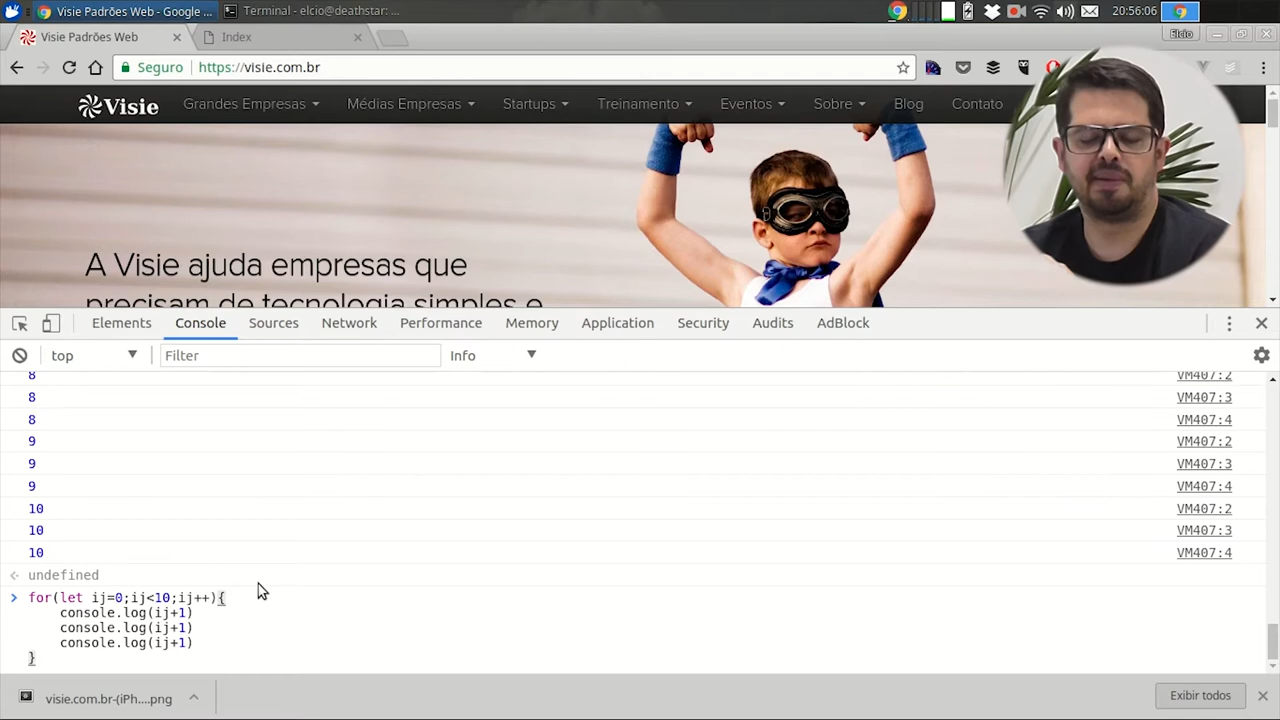 Visie Padrões Web - Google ...
Terminal - elcio@deathstar: ...
20:56:06
Visie Padrões Web
Index
Elcio
Seguro
https://visie.com.br
Visie
Grandes Empresas
Médias Empresas
Startups
Treinamento
Eventos
Sobre
Blog
Contato
A Visie ajuda empresas que
precisam de tecnologia simples e
Elements
Console
Sources
Network
Performance
Memory
Application
Security
Audits
AdBlock
top
Filter
Info
8 VM407:2
8 VM407:3
8 VM407:4
9 VM407:2
9 VM407:3
9 VM407:4
10 VM407:2
10 VM407:3
10 VM407:4
undefined
for(let ij=0;ij<10;ij++){
console.log(ij+1)
console.log(ij+1)
console.log(ij+1)
}
visie.com.br-(iPh....png
Exibir todos